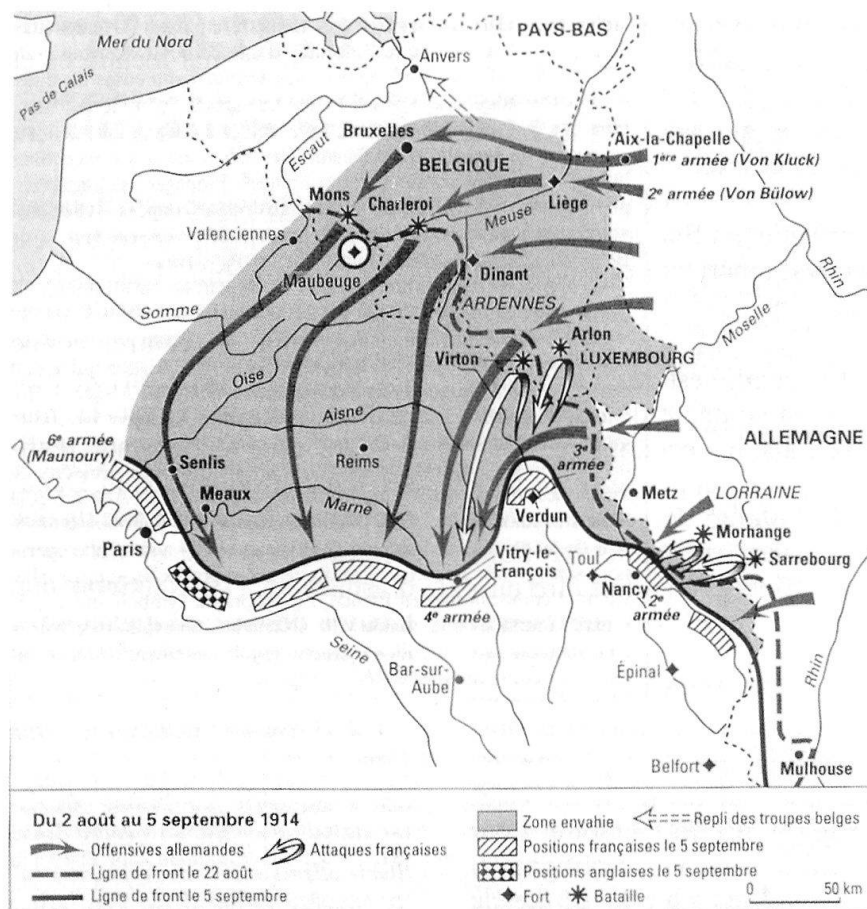 Mer du Nord
PAYS-BAS
Pas de Calais
Anvers
Escaut
Bruxelles
BELGIQUE
Aix-la-Chapelle
1ère armée (Von Kluck)
2e armée (Von Bülow)
Mons
Charleroi
Liège
Meuse
Valenciennes
Maubeuge
Dinant
Rhin
Somme
ARDENNES
Moselle
Arlon
Oise
Virton
LUXEMBOURG
Aisne
6e armée
(Maunoury)
Senlis
Reims
3e
armée
ALLEMAGNE
Meaux
Marne
Verdun
Metz
LORRAINE
Paris
Morhange
Vitry-le-
François
Toul
Sarrebourg
Nancy
4e armée
2e
armée
Seine
Bar-sur-
Aube
Épinal
Rhin
Belfort
Mulhouse
Du 2 août au 5 septembre 1914
Offensives allemandes
Attaques françaises
Ligne de front le 22 août
Ligne de front le 5 septembre
Zone envahie
Repli des troupes belges
Positions françaises le 5 septembre
Positions anglaises le 5 septembre
Fort
Bataille
0 50 km